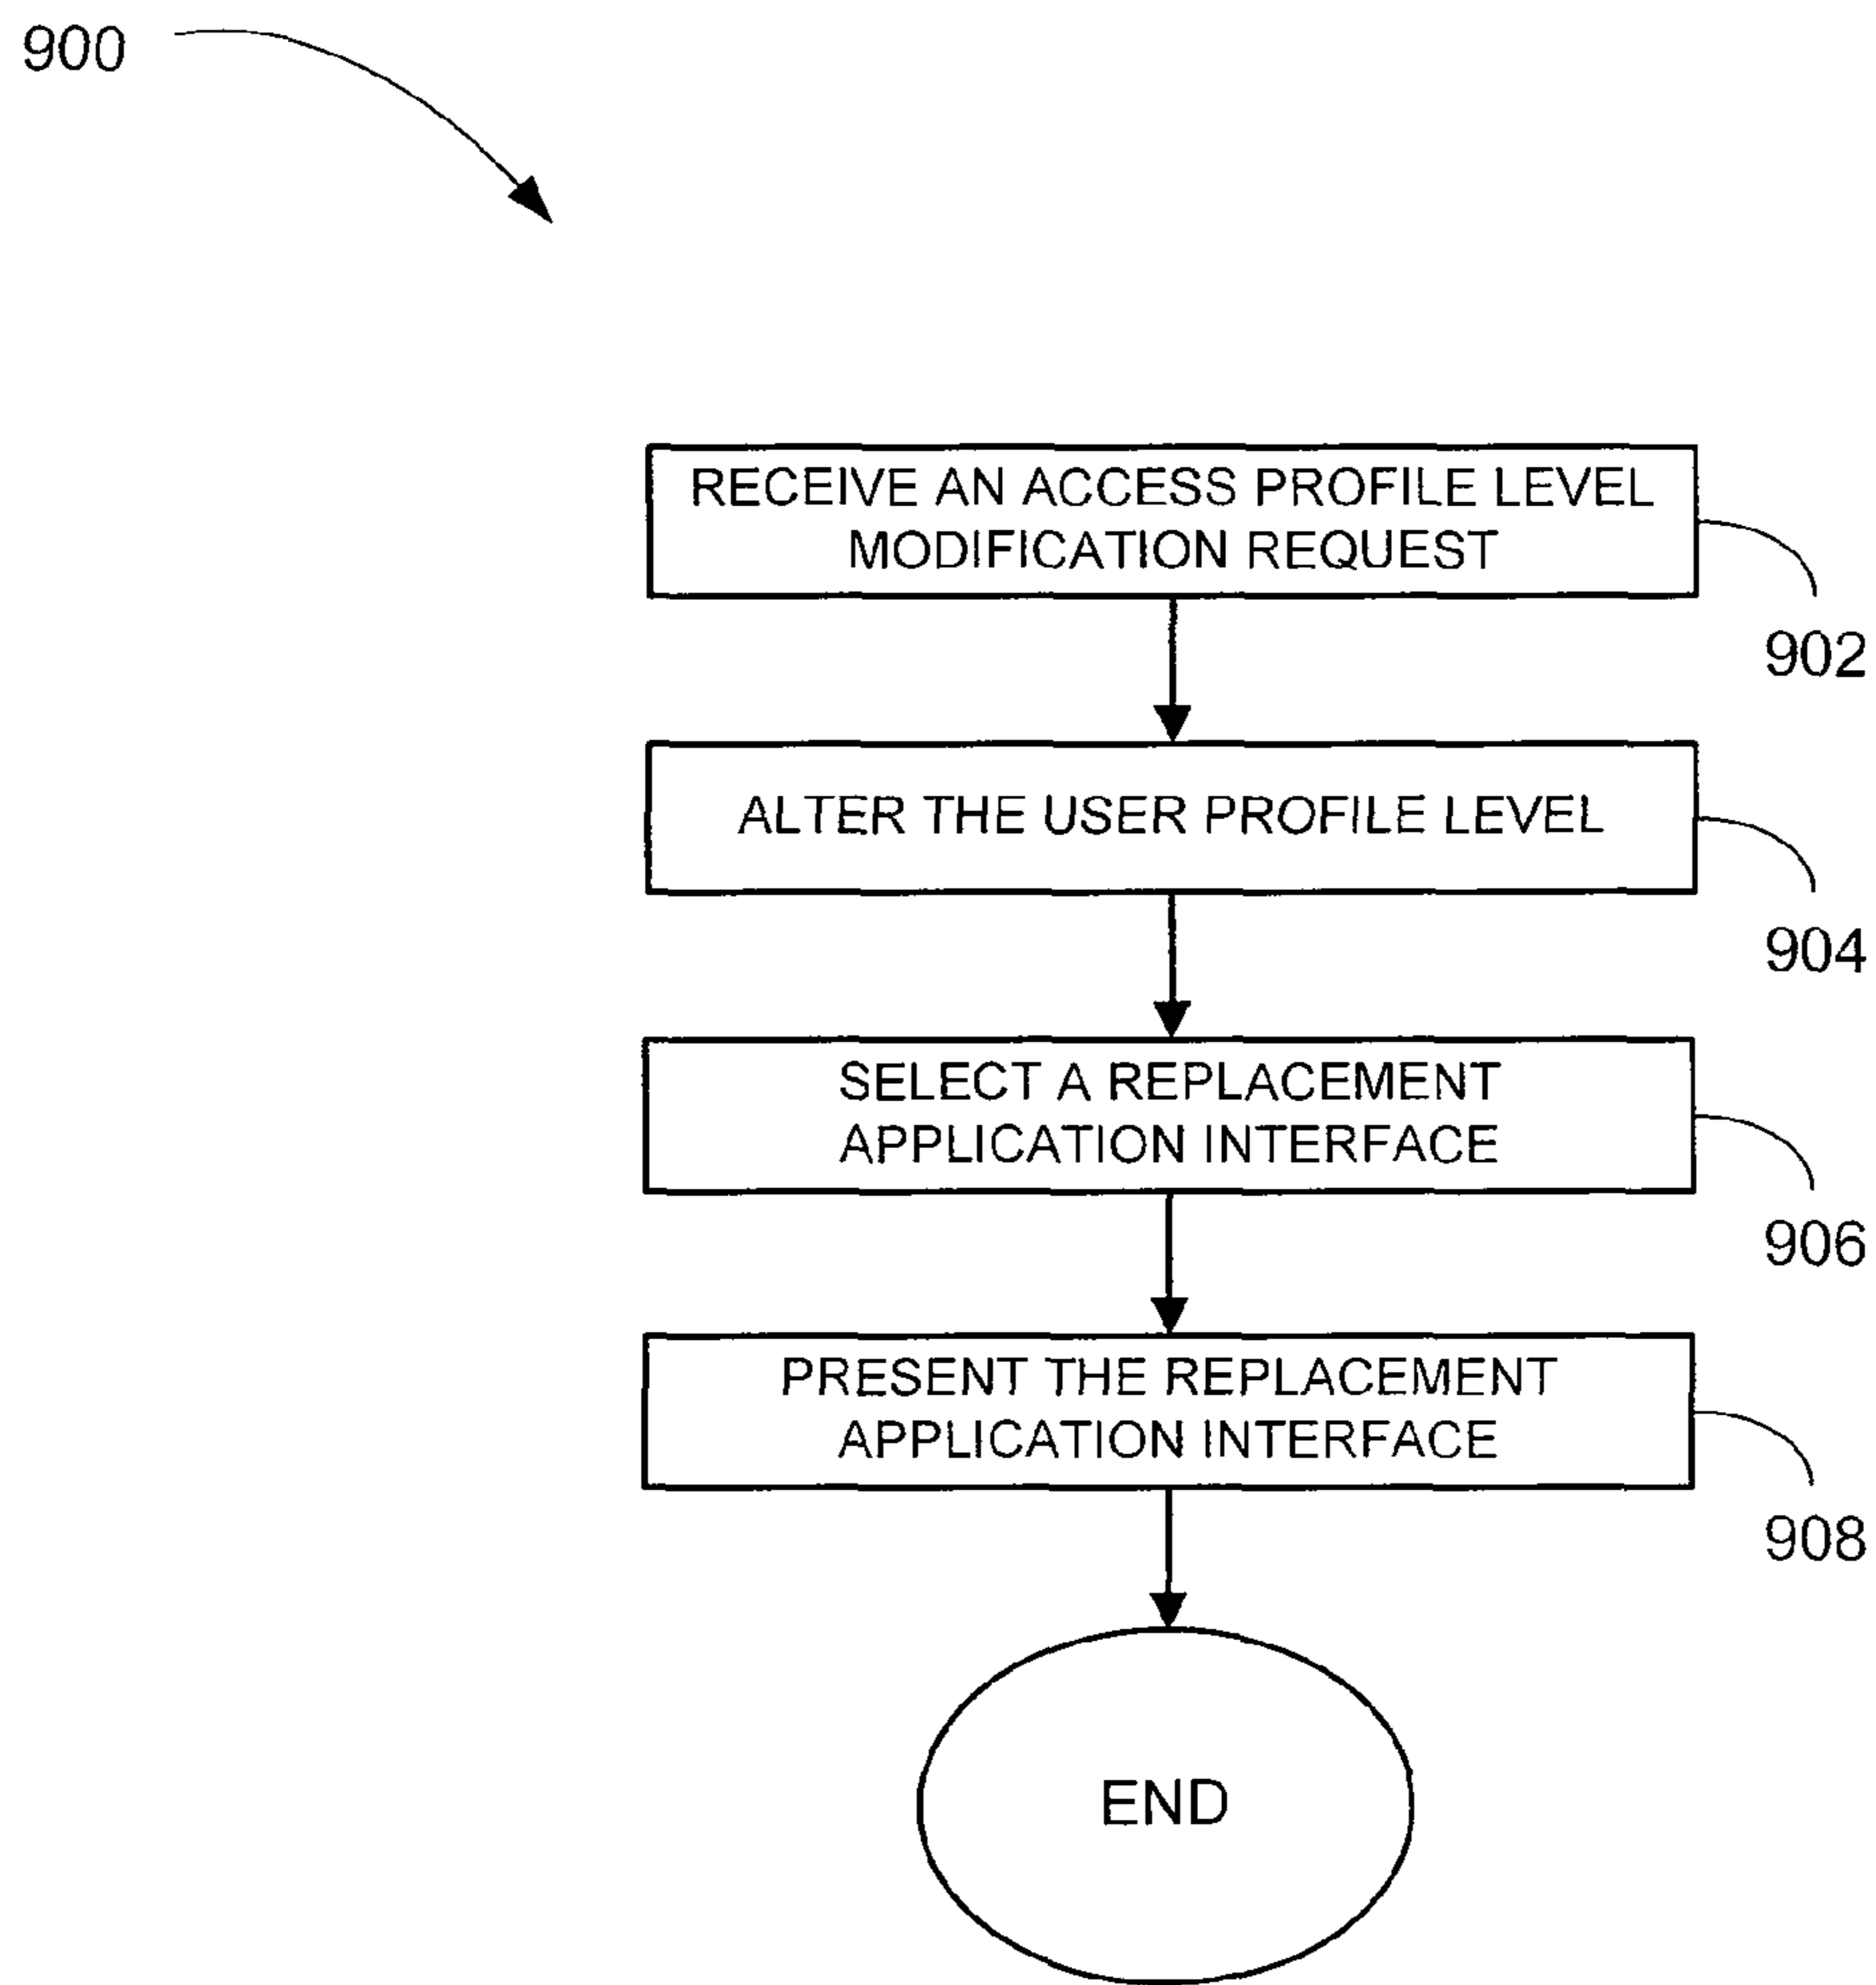 900
RECEIVE AN ACCESS PROFILE LEVEL
MODIFICATION REQUEST
902
ALTER THE USER PROFILE LEVEL
904
SELECT A REPLACEMENT
APPLICATION INTERFACE
906
PRESENT THE REPLACEMENT
APPLICATION INTERFACE
908
END